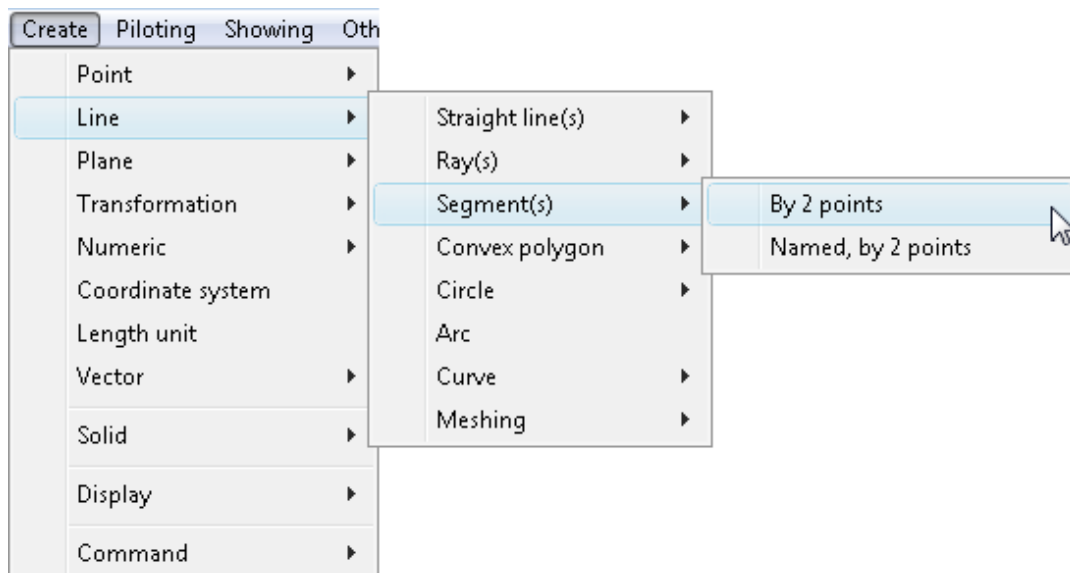 Create Piloting Showing Oth
Point
Line
Plane
Transformation
Numeric
Coordinate system
Length unit
Vector
Solid
Display
Command
Straight line(s)
Ray(s)
Segment(s)
Convex polygon
Circle
Arc
Curve
Meshing
By 2 points
Named, by 2 points